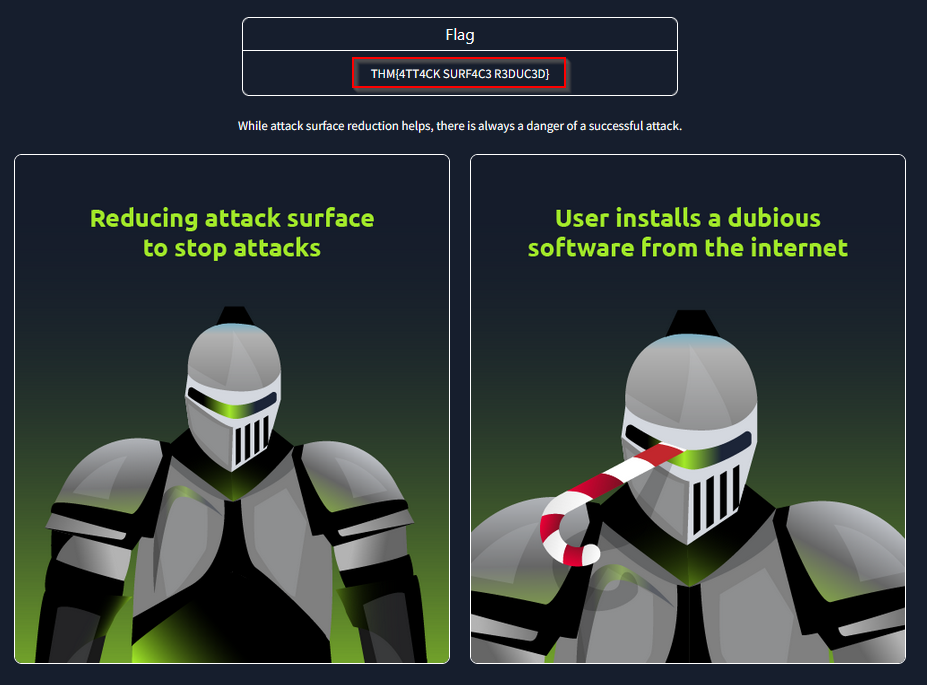 Flag
THM{4TT4CK SURF4C3 R3DUC3D}
While attack surface reduction helps, there is always a danger of a successful attack.
Reducing attack surface
to stop attacks
User installs a dubious
software from the internet